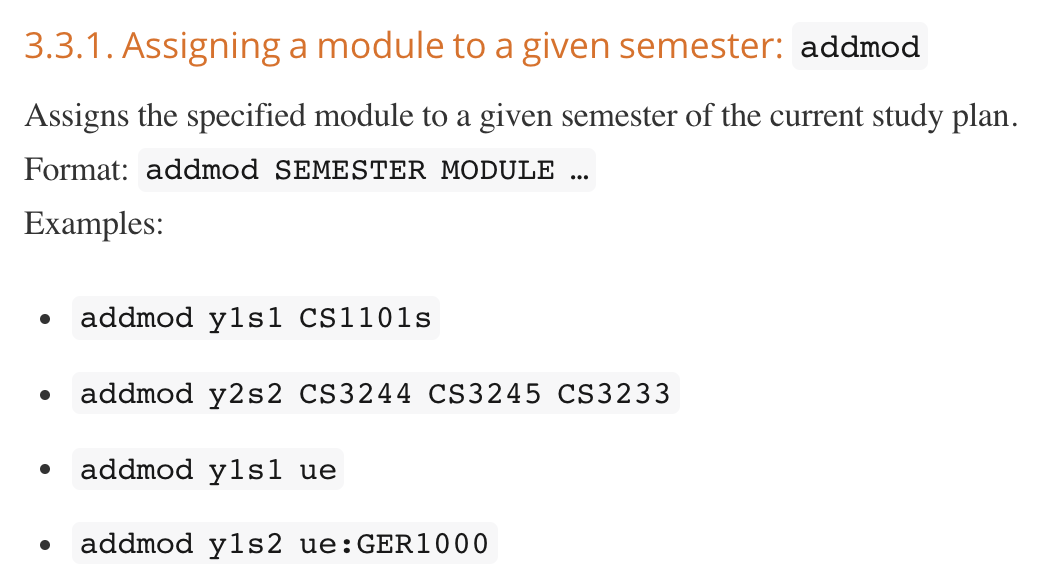 3.3.1. Assigning a module to a given semester: addmod
Assigns the specified module to a given semester of the current study plan.
Format: addmod SEMESTER MODULE …
Examples:
• addmod y1s1 CS1101s
• addmod y2s2 CS3244 CS3245 CS3233
• addmod y1s1 ue
• addmod y1s2 ue:GER1000